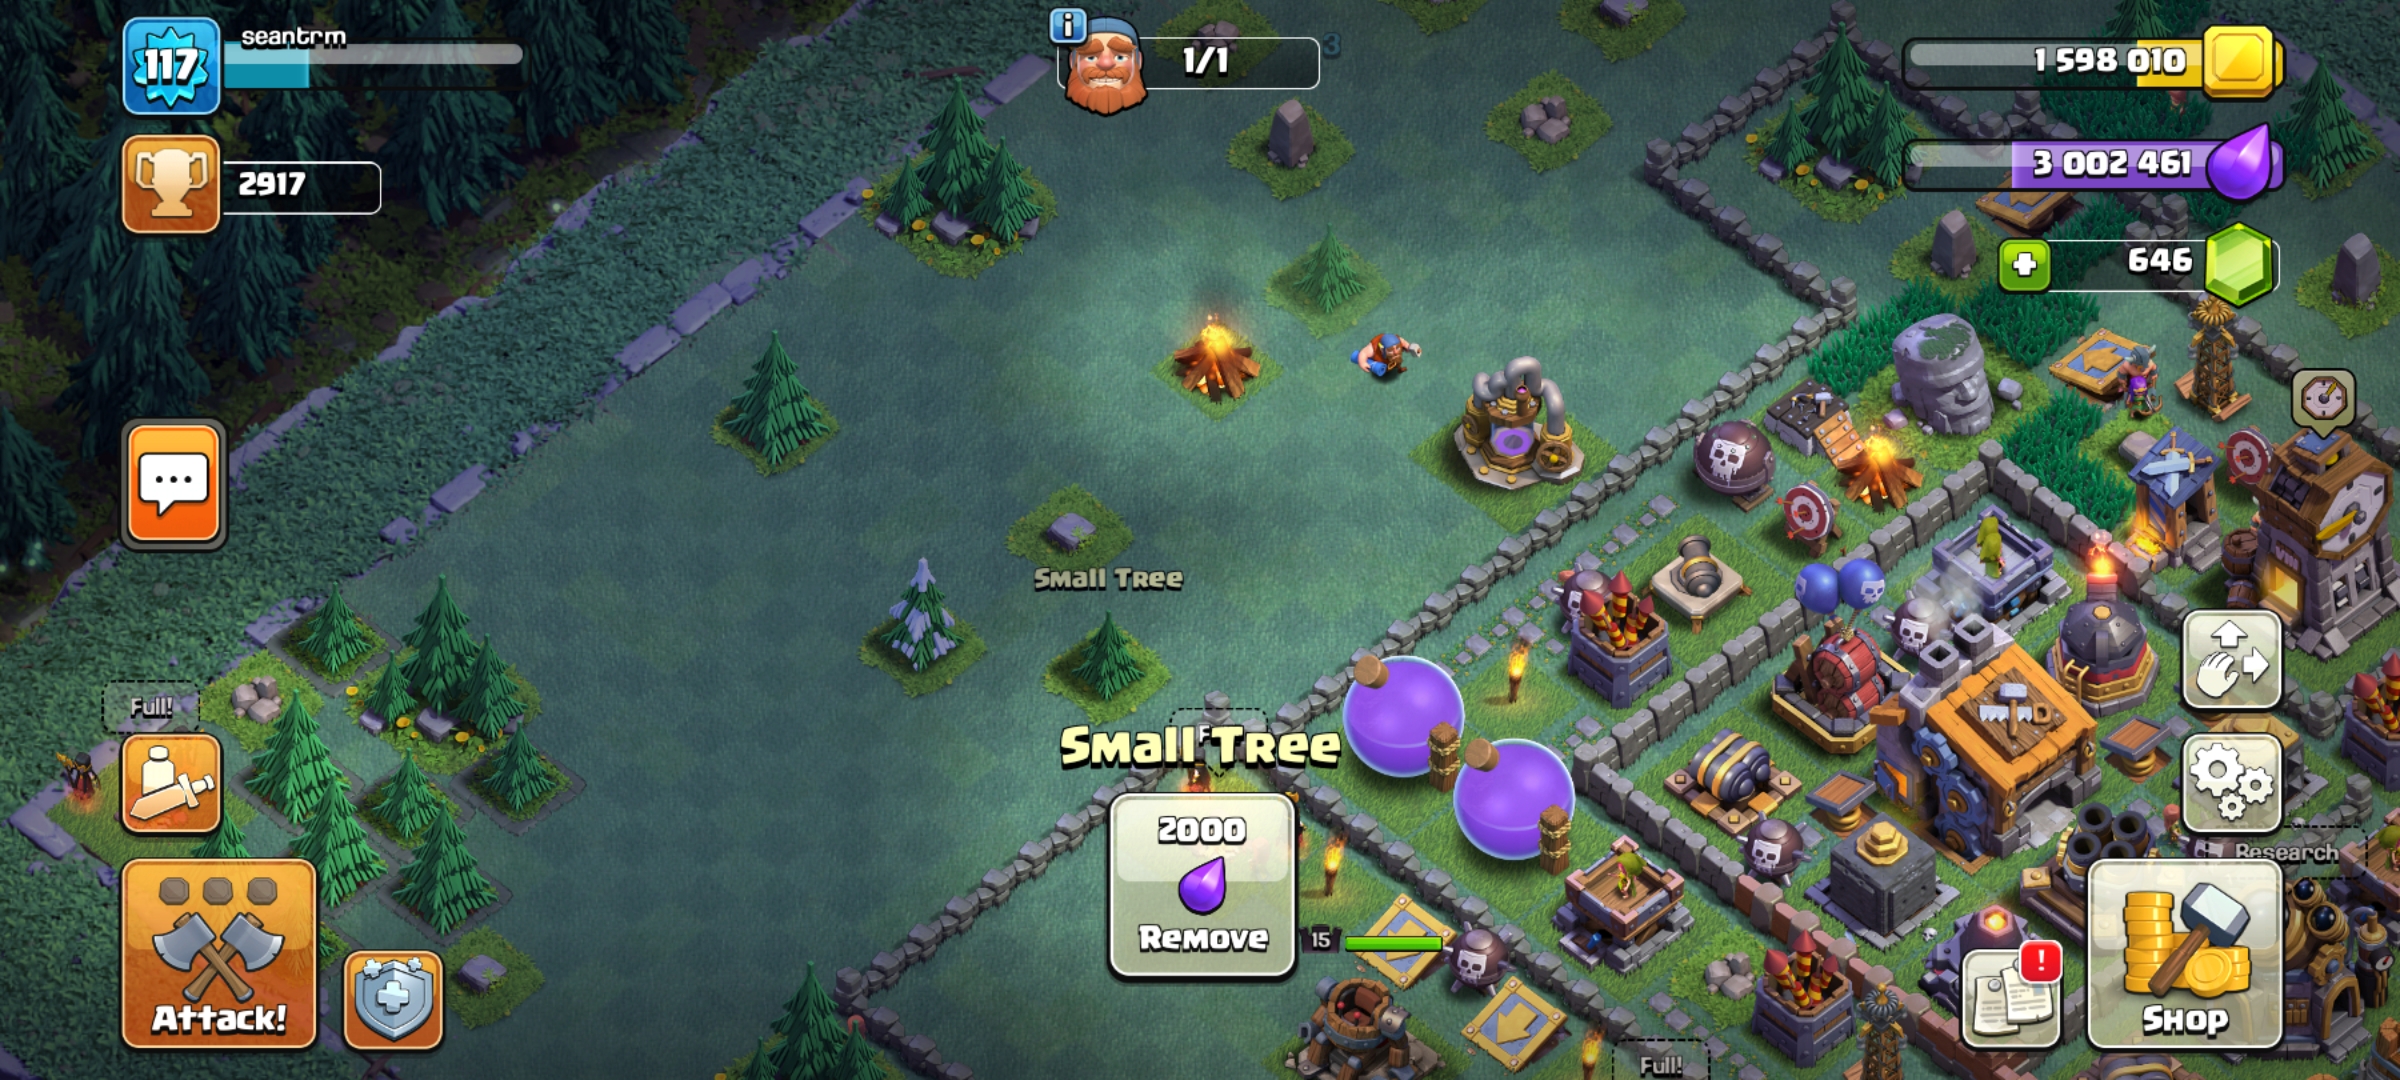 117
seantrm
i
1/1
1 598 010
2917
3 002 461
646
Small Tree
Full!
Small Tree
2000
Remove
15
Research
!
Attack!
Shop
Full!